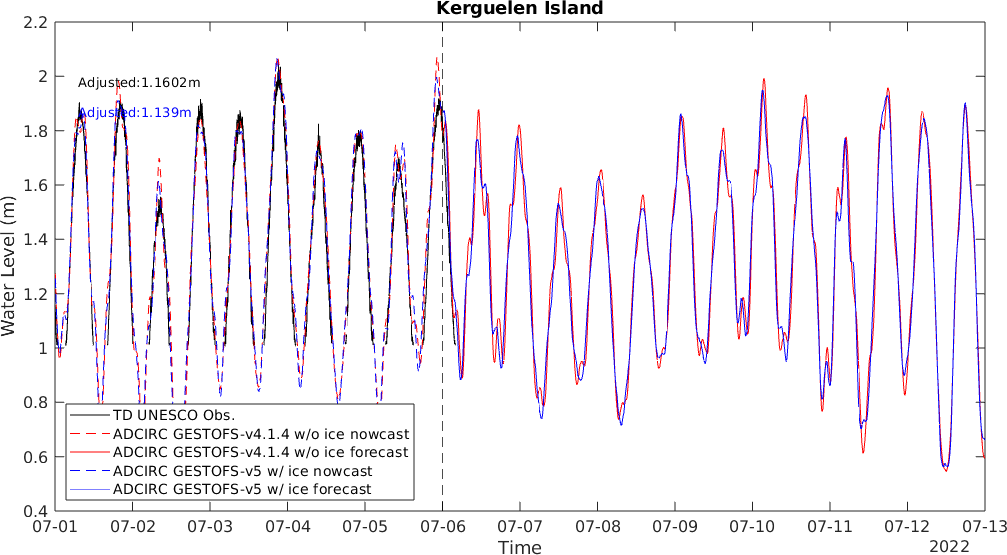 Kerguelen Island
2.2
2
1.8
1.6
1.4
1.2
1
0.8
0.6
0.4
Water Level (m)
Adjusted:1.1602m
Adjusted:1.139m
TD UNESCO Obs.
ADCIRC GESTOFS-v4.1.4 w/o ice nowcast
ADCIRC GESTOFS-v4.1.4 w/o ice forecast
ADCIRC GESTOFS-v5 w/ ice nowcast
ADCIRC GESTOFS-v5 w/ ice forecast
07-01 07-02 07-03 07-04 07-05 07-06 07-07 07-08 07-09 07-10 07-11 07-12 07-13
Time
2022